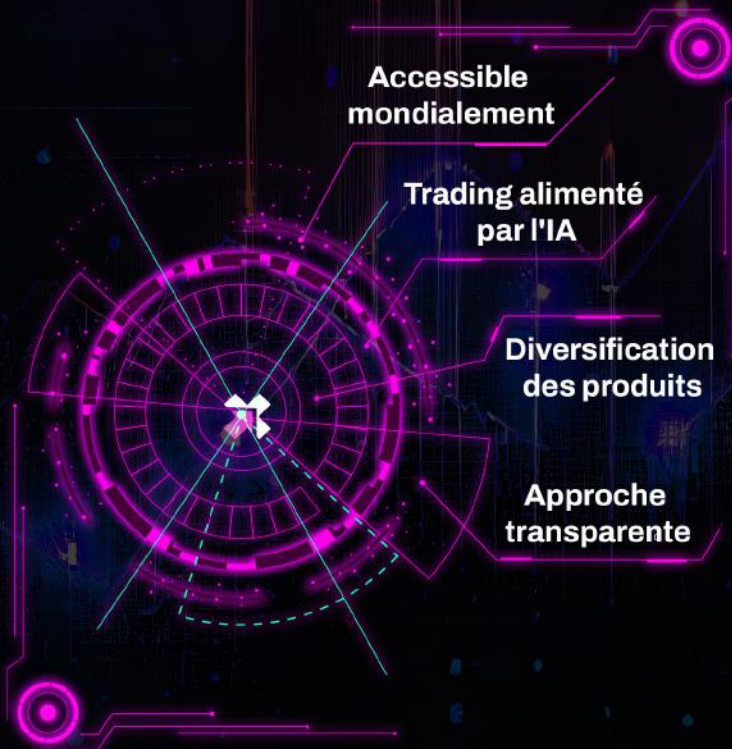 Accessible
mondialement
Trading alimenté
par l'IA
Diversification
des produits
Approche
transparente